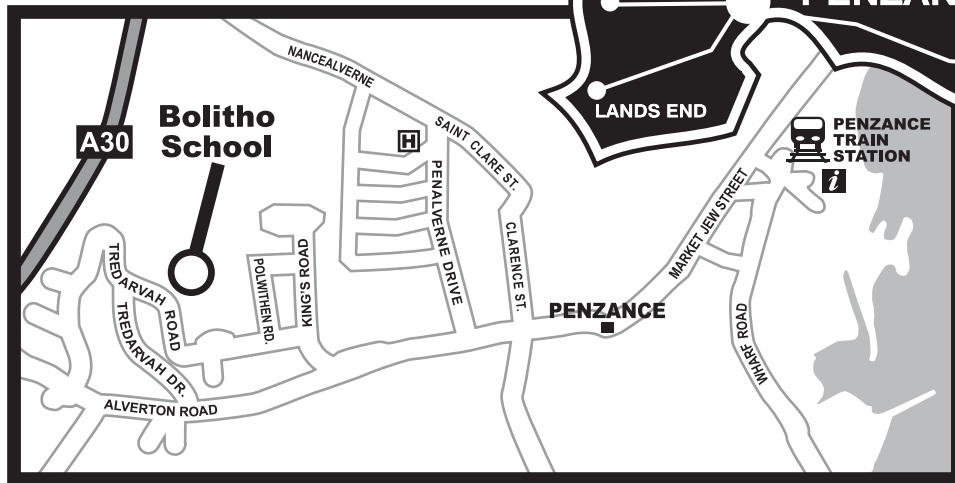 LANDS END
NANCEALVERNE
A30
Bolitho
School
H
SAINT CLARE ST.
PENZANCE
TRAIN
STATION
i
PENALVERNE DRIVE
MARKET JEW STREET
CLARENCE ST.
TREDARVAH ROAD
POLWITHEN RD.
KING'S ROAD
PENZANCE
TREDARVAH DR.
WHARF ROAD
ALVERTON ROAD